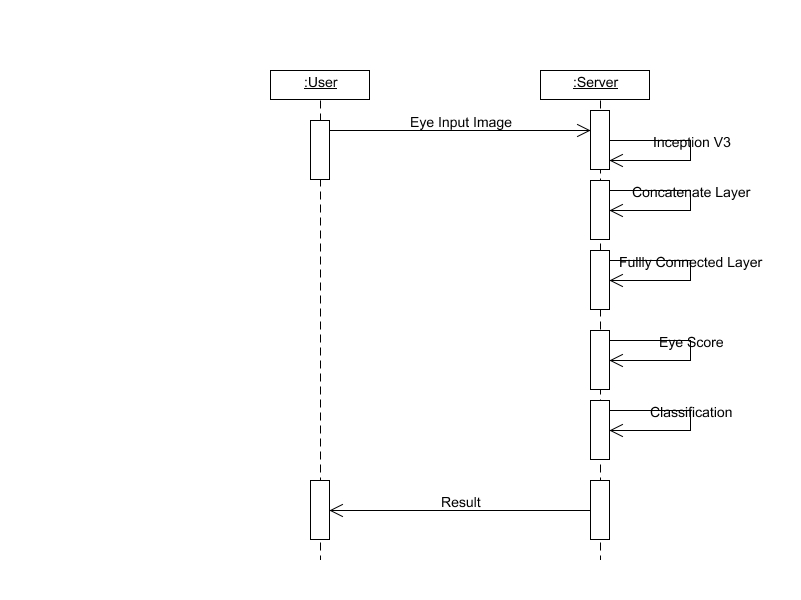 :User
:Server
Eye Input Image
Inception V3
Concatenate Layer
Fullly Connected Layer
Eye Score
Classification
Result